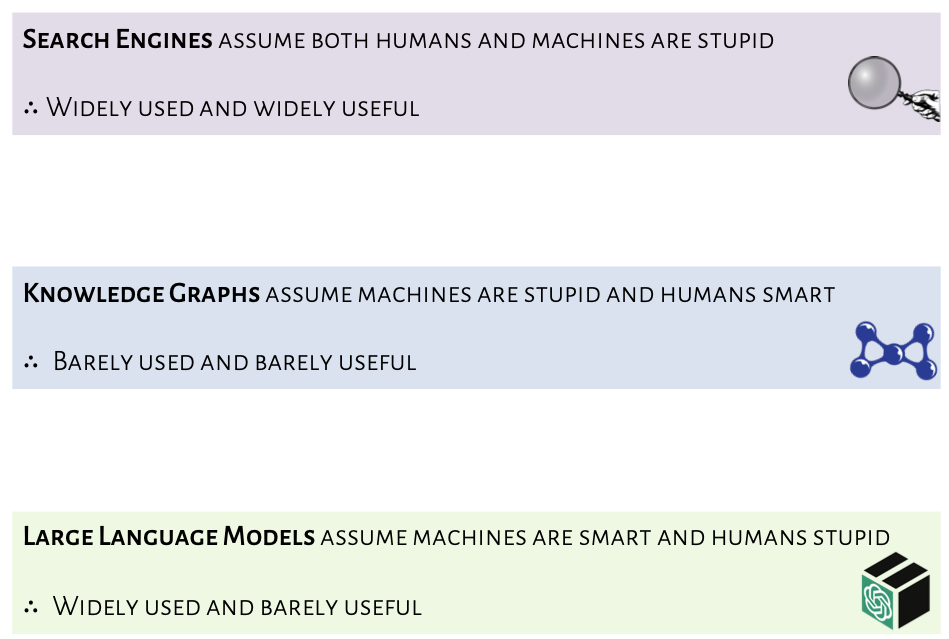 Search Engines assume both humans and machines are stupid
∴ Widely used and widely useful
Knowledge Graphs assume machines are stupid and humans smart
∴ Barely used and barely useful
Large Language Models assume machines are smart and humans stupid
∴ Widely used and barely useful